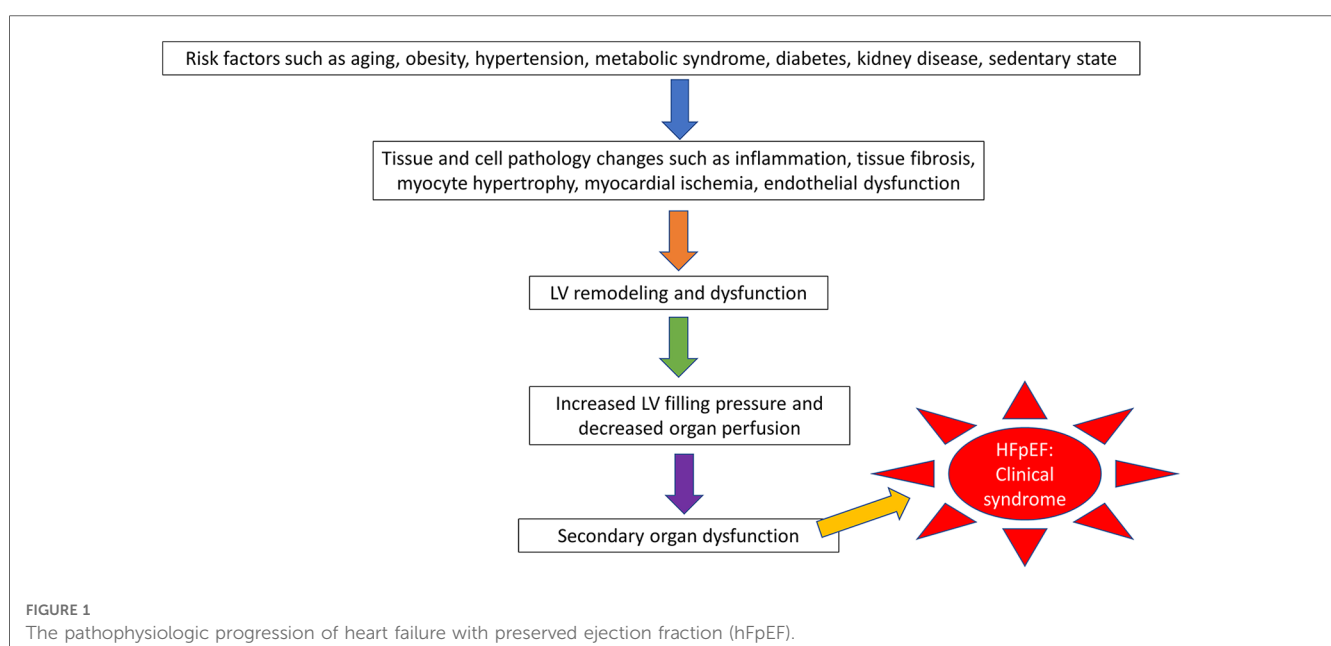 Risk factors such as aging, obesity, hypertension, metabolic syndrome, diabetes, kidney disease, sedentary state
Tissue and cell pathology changes such as inflammation, tissue fibrosis,
myocyte hypertrophy, myocardial ischemia, endothelial dysfunction
LV remodeling and dysfunction
Increased LV filling pressure and
decreased organ perfusion
Secondary organ dysfunction
HFpEF:
Clinical
syndrome
FIGURE 1
The pathophysiologic progression of heart failure with preserved ejection fraction (hFpEF).